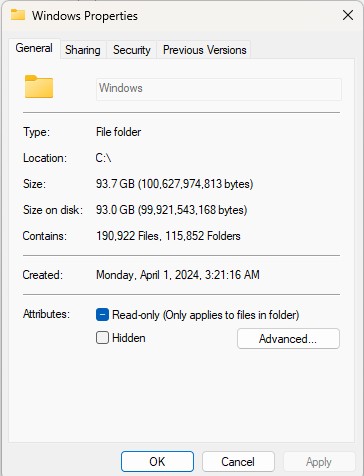 Windows Properties
General Sharing Security Previous Versions
Windows
Type: File folder
Location: C:\
Size: 93.7 GB (100,627,974,813 bytes)
Size on disk: 93.0 GB (99,921,543,168 bytes)
Contains: 190,922 Files, 115,852 Folders
Created: Monday, April 1, 2024, 3:21:16 AM
Attributes: Read-only (Only applies to files in folder)
Hidden Advanced...
OK Cancel Apply